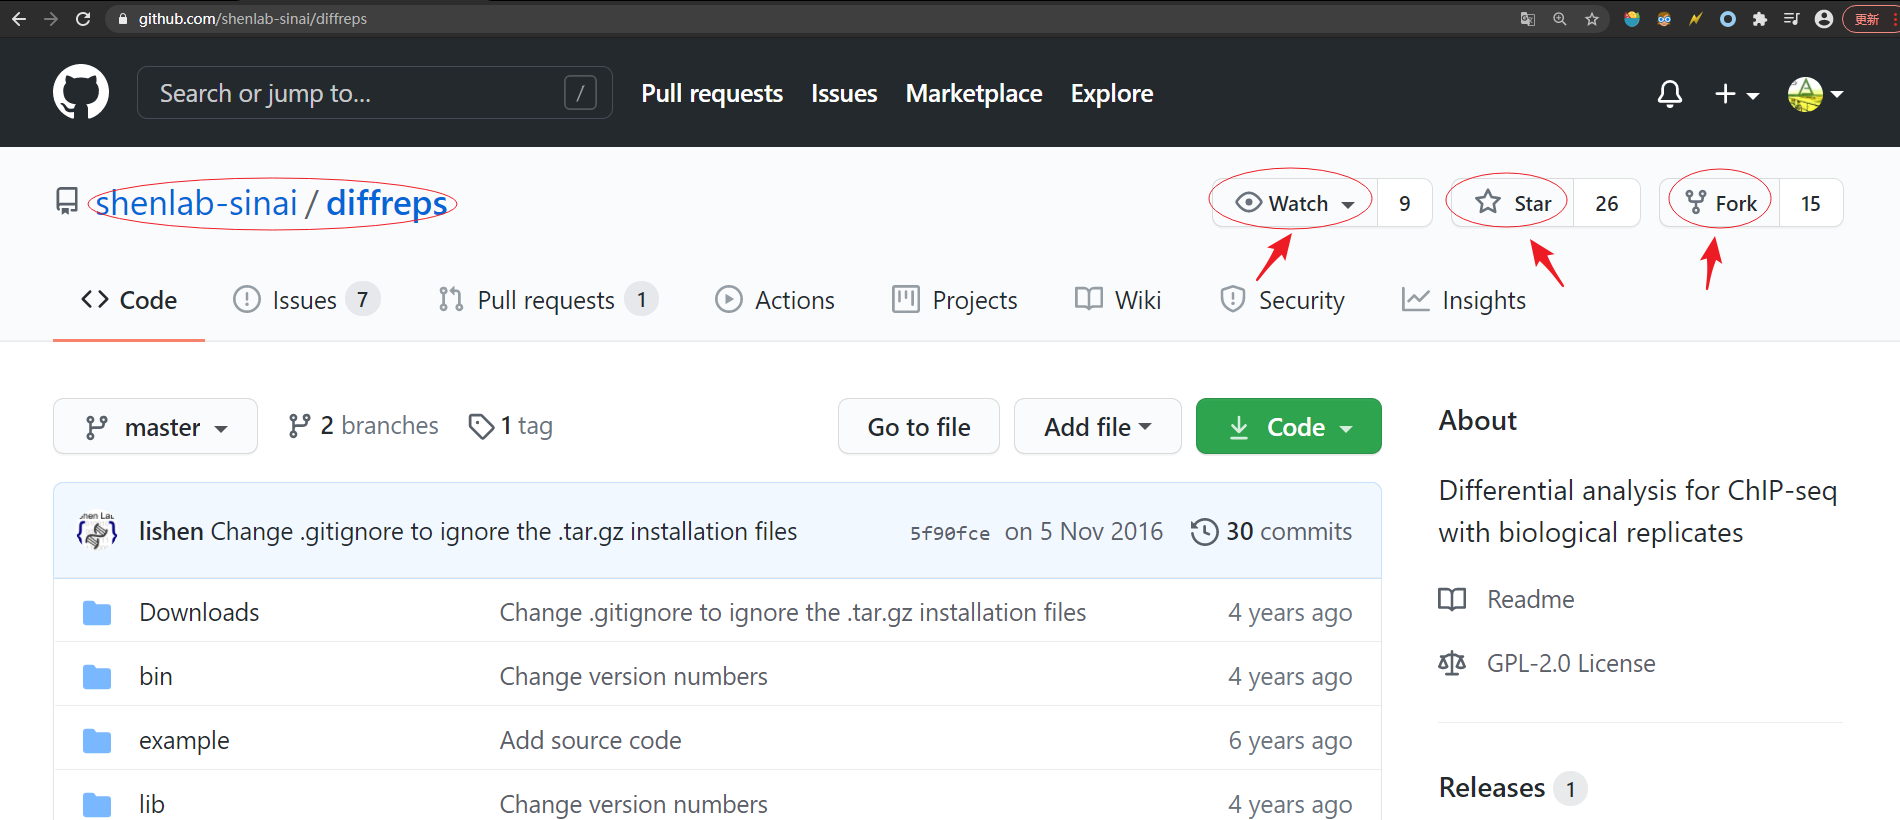 github.com/shenlab-sinai/diffreps 更新
Search or jump to... / Pull requests Issues Marketplace Explore
shenlab-sinai / diffreps Watch 9 Star 26 Fork 15
Code Issues 7 Pull requests 1 Actions Projects Wiki Security Insights
master 2 branches 1 tag Go to file Add file Code
About
Differential analysis for ChIP-seq
with biological replicates
Readme
GPL-2.0 License
Releases 1
lishen Change .gitignore to ignore the .tar.gz installation files 5f90fce on 5 Nov 2016 30 commits
Downloads Change .gitignore to ignore the .tar.gz installation files 4 years ago
bin Change version numbers 4 years ago
example Add source code 6 years ago
lib Change version numbers 4 years ago